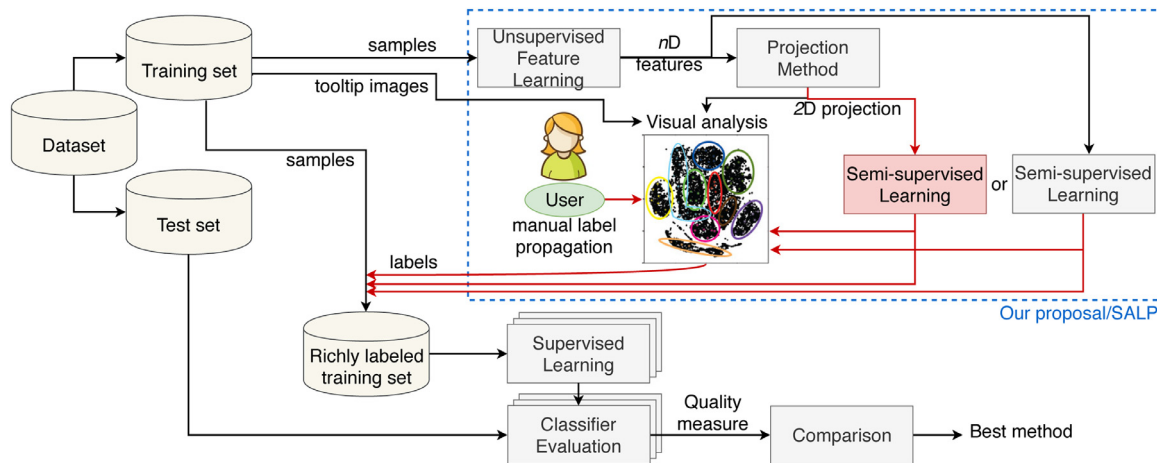 samples
Unsupervised
Feature
Learning
nD
features
Projection
Method
Training set
tooltip images
2D projection
Visual analysis
Dataset
samples
Semi-supervised
Learning
or
Semi-supervised
Learning
User
manual label
propagation
Test set
labels
Our proposal/SALP
Richly labeled
training set
Supervised
Learning
Classifier
Evaluation
Quality
measure
Comparison
Best method